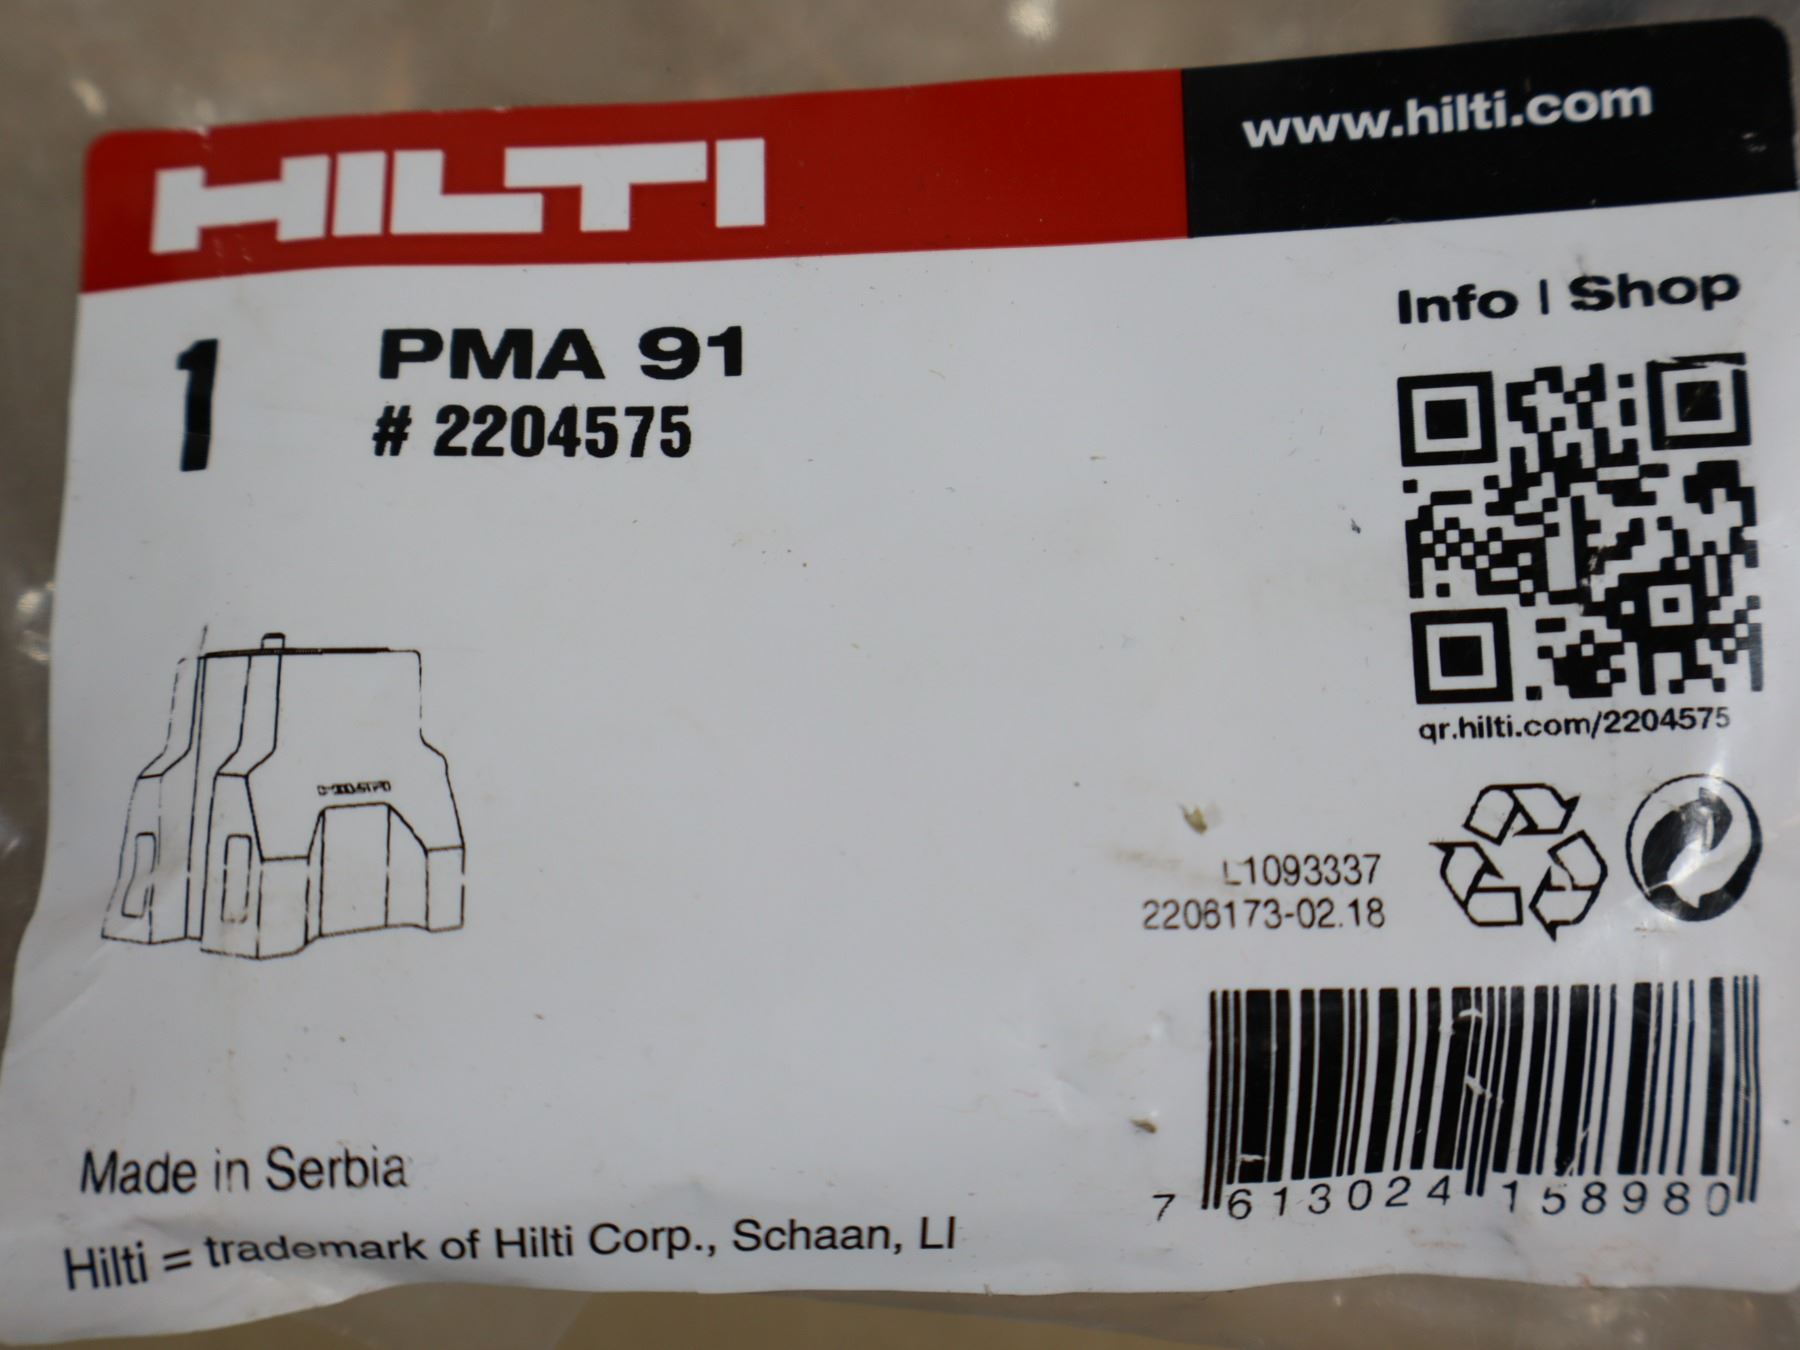 HILTI
www.hilti.com
1
PMA 91
# 2204575
Info | Shop
qr.hilti.com/2204575
L1093337
2206173-02.18
7 613024 158980
Made in Serbia
Hilti = trademark of Hilti Corp., Schaan, LI